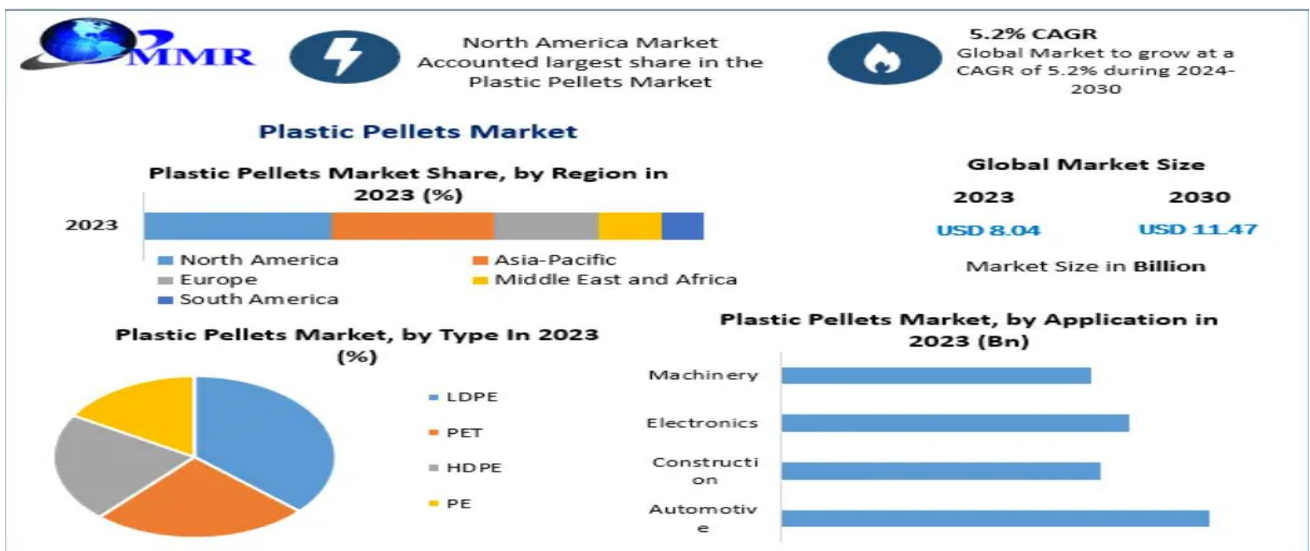 MMR
North America Market
Accounted largest share in the
Plastic Pellets Market
5.2% CAGR
Global Market to grow at a
CAGR of 5.2% during 2024-
2030
Plastic Pellets Market
Plastic Pellets Market Share, by Region in
2023 (%)
2023
North America
Asia-Pacific
Europe
Middle East and Africa
South America
Global Market Size
2023 2030
USD 8.04 USD 11.47
Market Size in Billion
Plastic Pellets Market, by Type In 2023
(%)
LDPE
PET
HDPE
PE
Plastic Pellets Market, by Application in
2023 (Bn)
Machinery
Electronics
Constructi
on
Automotiv
e